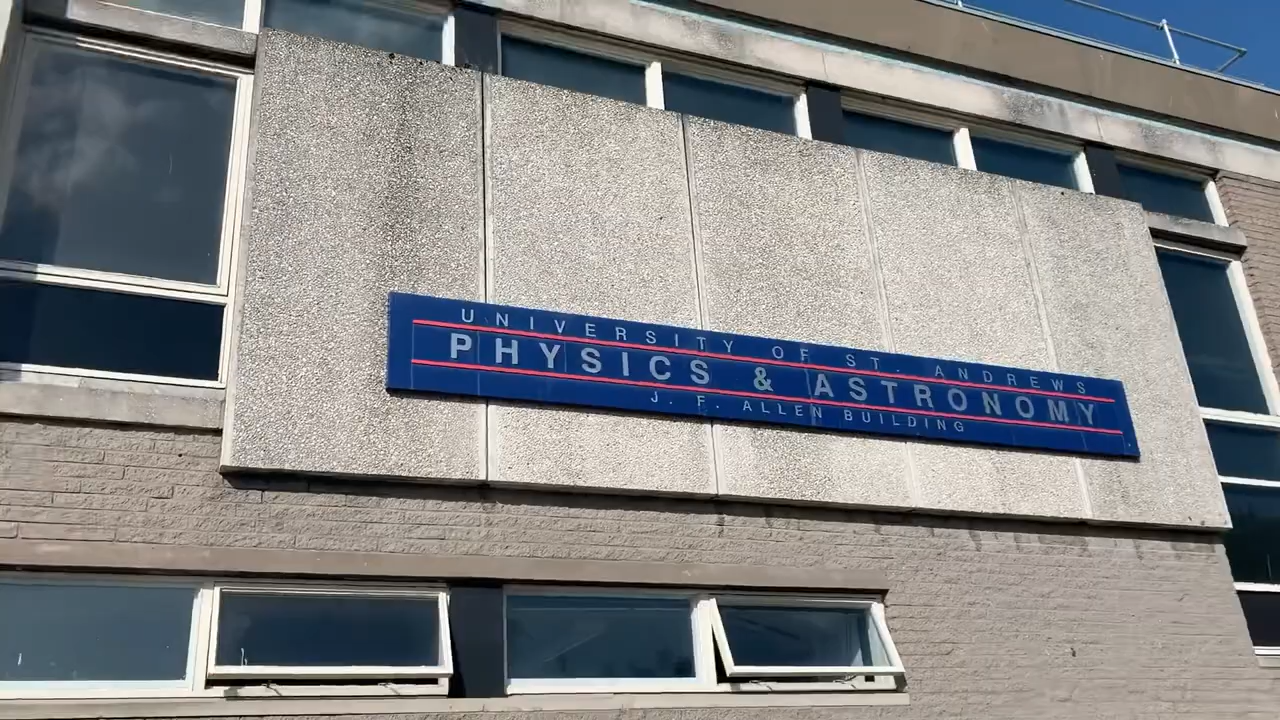 UNIVERSITY OF ST. ANDREWS
PHYSICS & ASTRONOMY
J. F. ALLEN BUILDING